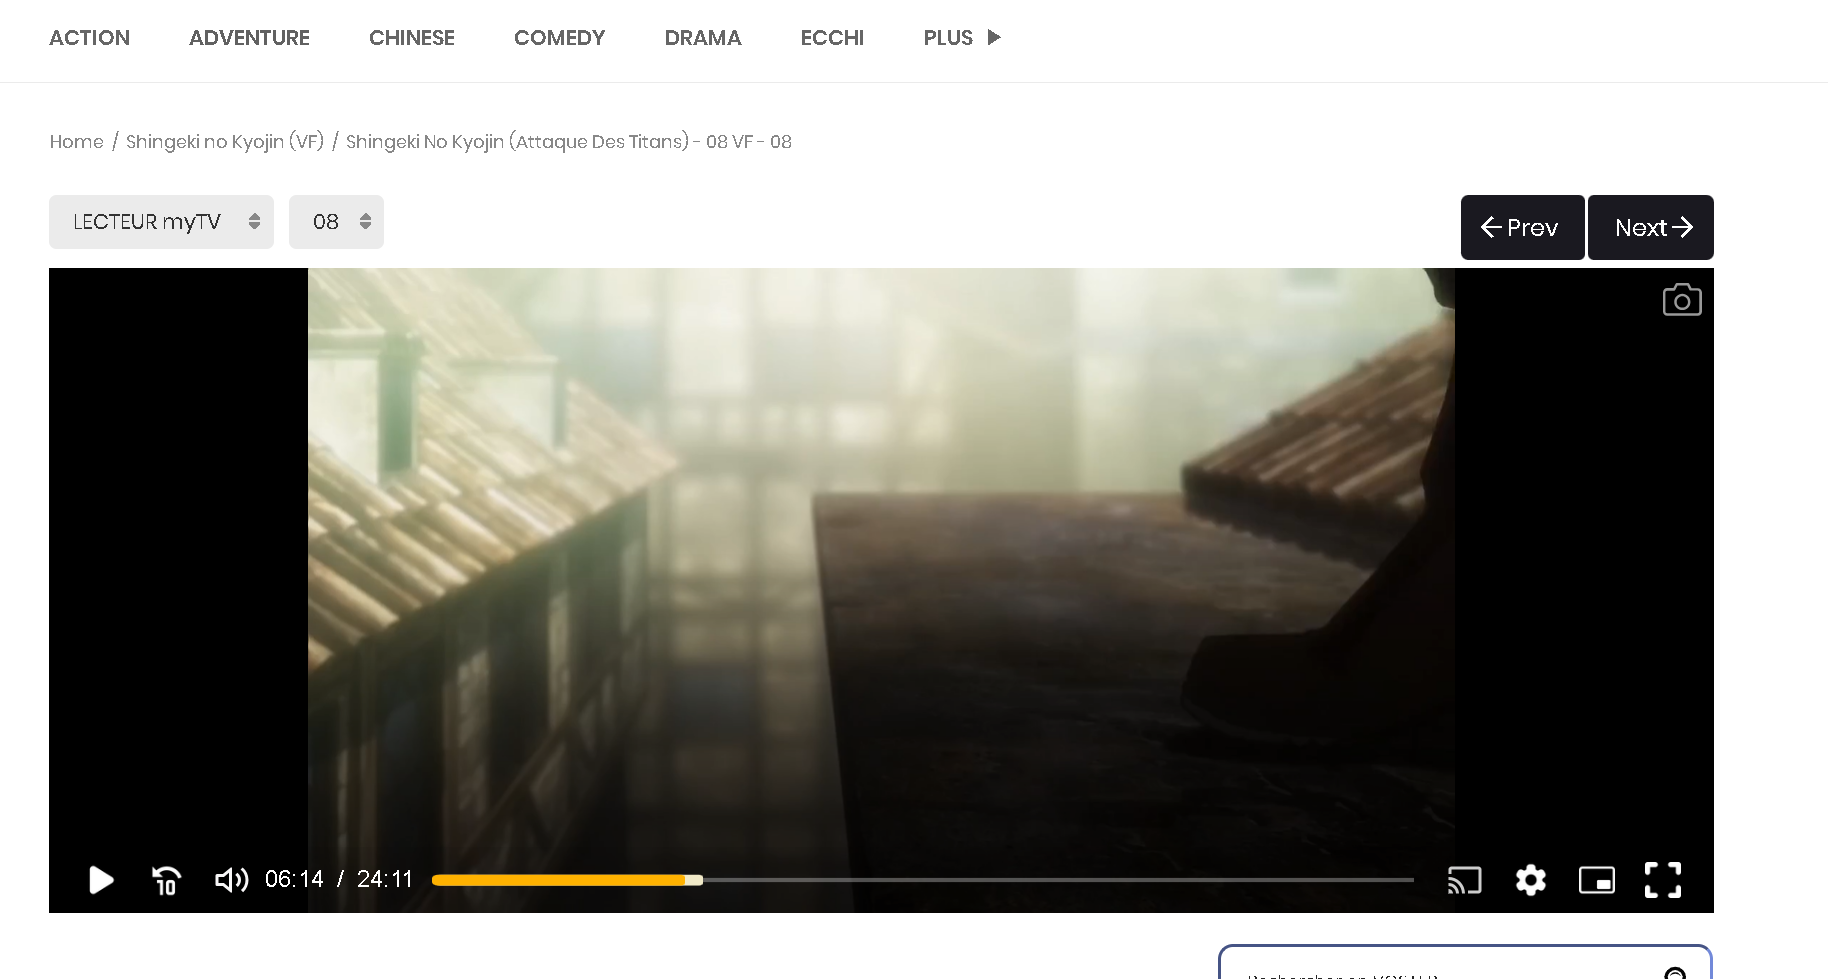 ACTION ADVENTURE CHINESE COMEDY DRAMA ECCHI PLUS
Home / Shingeki no Kyojin (VF) / Shingeki No Kyojin (Attaque Des Titans) - 08 VF - 08
LECTEUR myTV 08 Prev Next
10 06:14 / 24:11